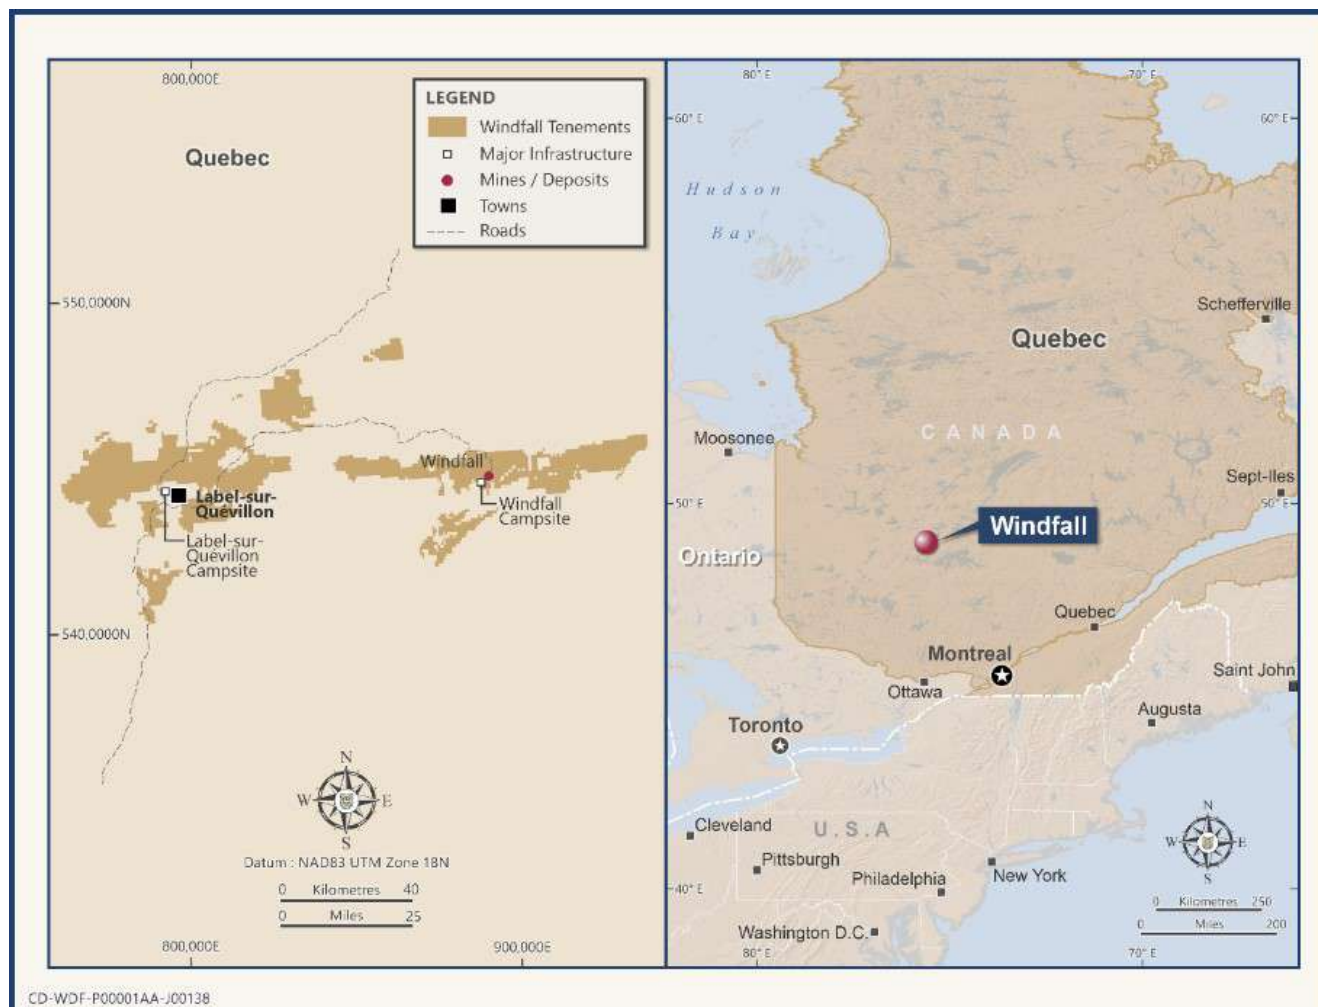 800,000E
LEGEND
Windfall Tenements
Major Infrastructure
Mines / Deposits
Towns
Roads
Quebec
550,0000N
Windfall
Label-sur-
Quévillon
Windfall
Campsite
Label-sur-
Quévillon
Campsite
540,0000N
N
W
E
S
Datum : NAD83 UTM Zone 18N
0 Kilometres 40
0 Miles 25
800,000E
900,000E
80° E
70° E
60° E
60° E
Hudson
Bay
Schefferville
Quebec
CANADA
Moosonee
Sept-Iles
50° E
50° E
Windfall
Ontario
Quebec
Montreal
Ottawa
Saint John
Augusta
Toronto
Cleveland
U.S.A
Pittsburgh
Philadelphia
New York
N
W
E
S
40° E
0 Kilometres 250
0 Miles 200
Washington D.C.
80° E
70° E
CD-WDF-P00001AA-J00138